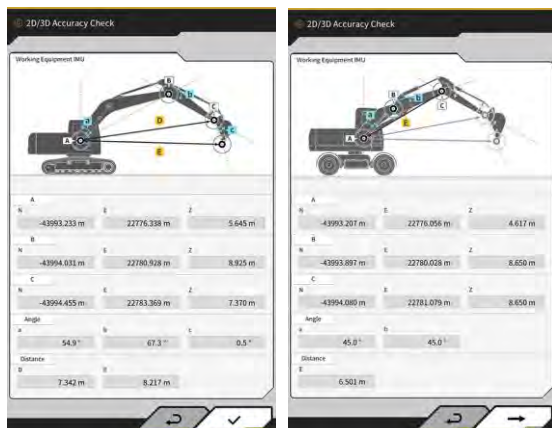 2D/3D Accuracy Check
Working Equipment IMU
B
b
a
C
D
A
c
E
A
N E Z
-43993.233 m 22776.338 m 5.645 m
B
N E Z
-43994.031 m 22780.928 m 8.925 m
C
N E Z
-43994.455 m 22783.369 m 7.370 m
Angle
a b c
54.9 ° 67.3 ° 0.5 °
Distance
D E
7.342 m 8.217 m
2D/3D Accuracy Check
Working Equipment IMU
B
b
C
a
E
A
A
N E Z
-43993.207 m 22776.056 m 4.617 m
B
N E Z
-43993.897 m 22780.028 m 8.650 m
C
N E Z
-43994.080 m 22781.079 m 8.650 m
Angle
a b
45.0 ° 45.0 °
Distance
E
6.501 m